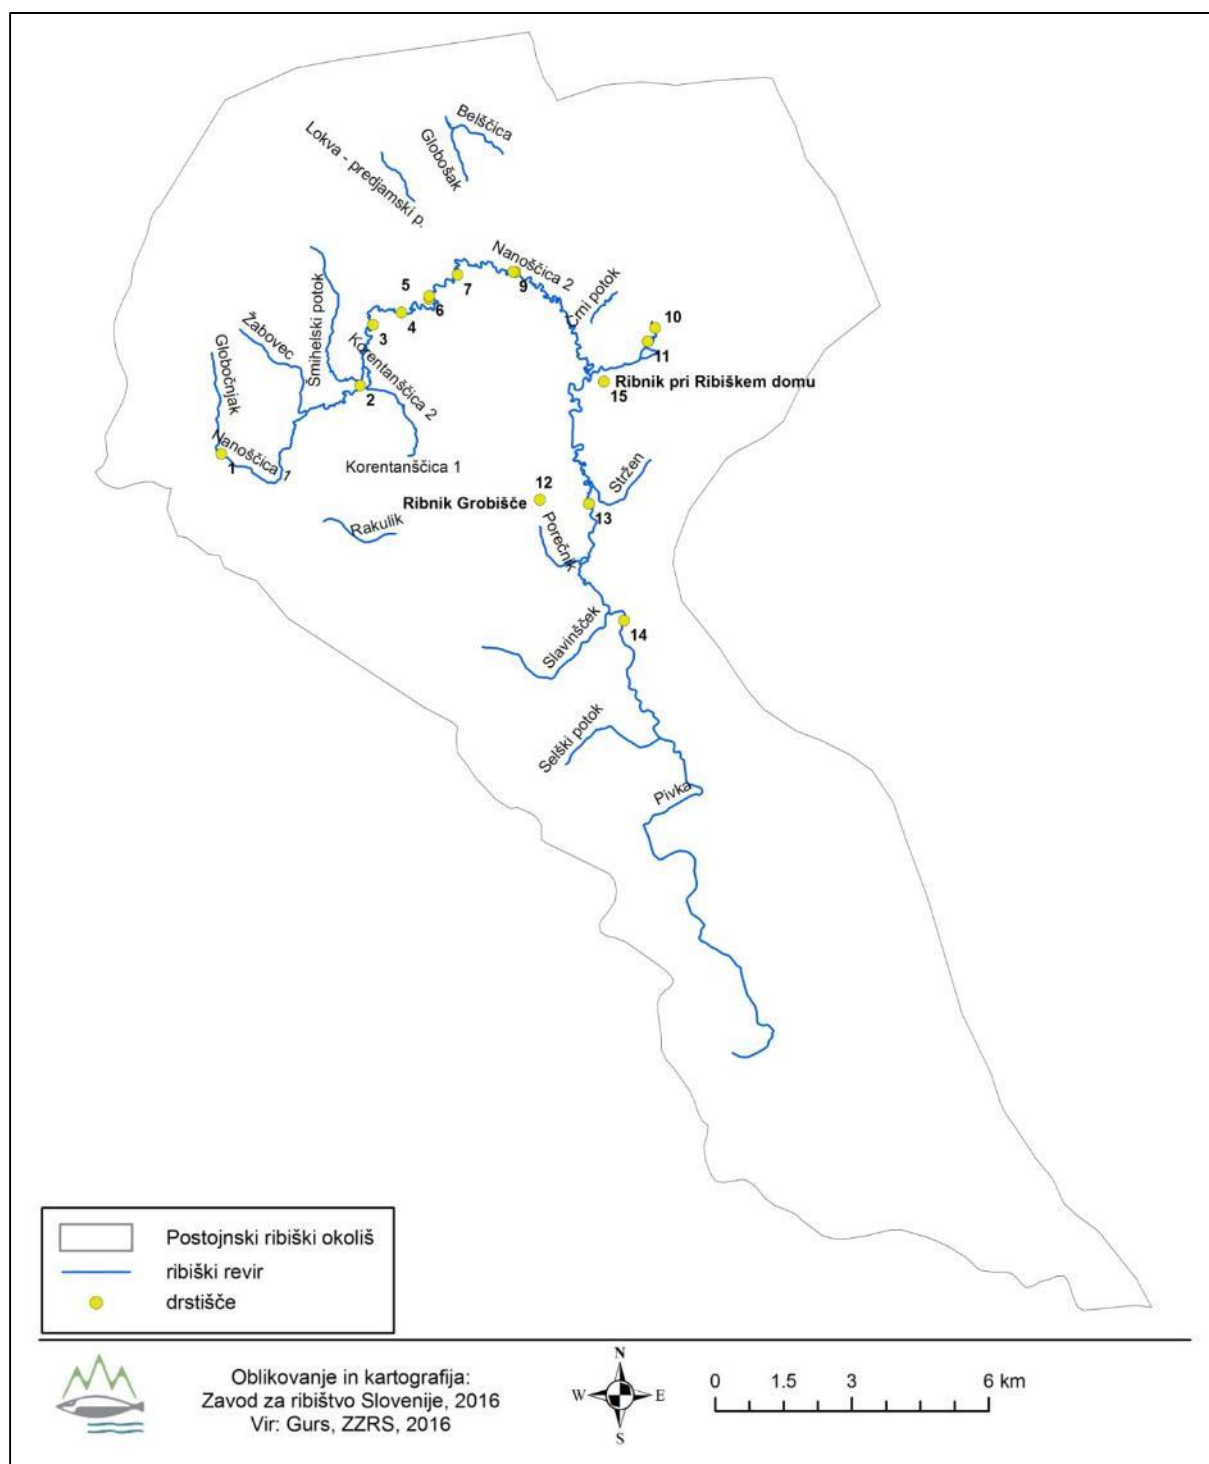 Belščica
Globošak
Lokva - predjamski p.
Nanoščica 2
5
7
9
Črni potok
Šmihelski potok
6
4
3
10
11
Žabovec
Globočnjak
Korentanščica 2
2
Ribnik pri Ribiškem domu
15
Nanoščica 1
1
Korentanščica 1
Stržen
12
Ribnik Grobišče
13
Rakulik
Porečnik
Slavinšček
14
Selški potok
Pivka
Postojnski ribiški okoliš
ribiški revir
drstišče
Oblikovanje in kartografija:
Zavod za ribištvo Slovenije, 2016
Vir: Gurs, ZZRS, 2016
N
W
E
S
0 1.5 3 6 km